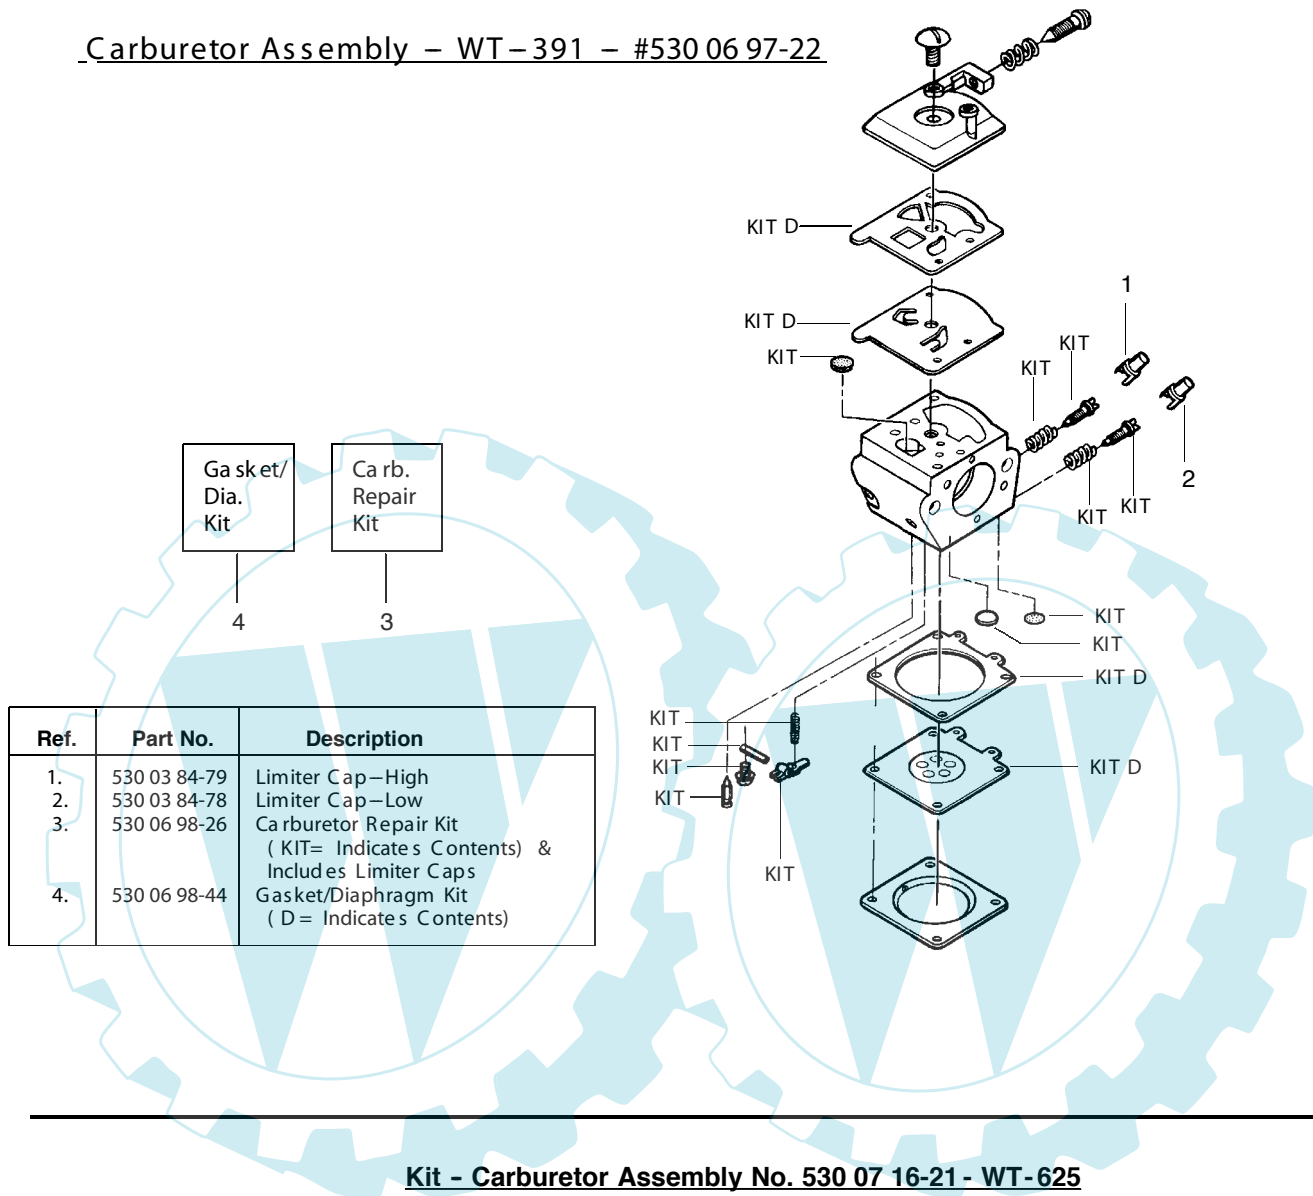 Carburetor Assembly – WT–391 – #530 06 97-22
KIT D
KIT D
KIT
1
KIT
KIT
2
KIT
KIT
Gasket/
Dia.
Kit
4
Carb.
Repair
Kit
3
KIT
KIT
KIT D
KIT D
KIT
KIT
KIT
KIT
KIT
Ref. Part No. Description
1. 530 03 84-79 Limiter Cap–High
2. 530 03 84-78 Limiter Cap–Low
3. 530 06 98-26 Carburetor Repair Kit
(KIT= Indicates Contents) &
Includes Limiter Caps
4. 530 06 98-44 Gasket/Diaphragm Kit
(D= Indicates Contents)
Kit - Carburetor Assembly No. 530 07 16-21 - WT-625